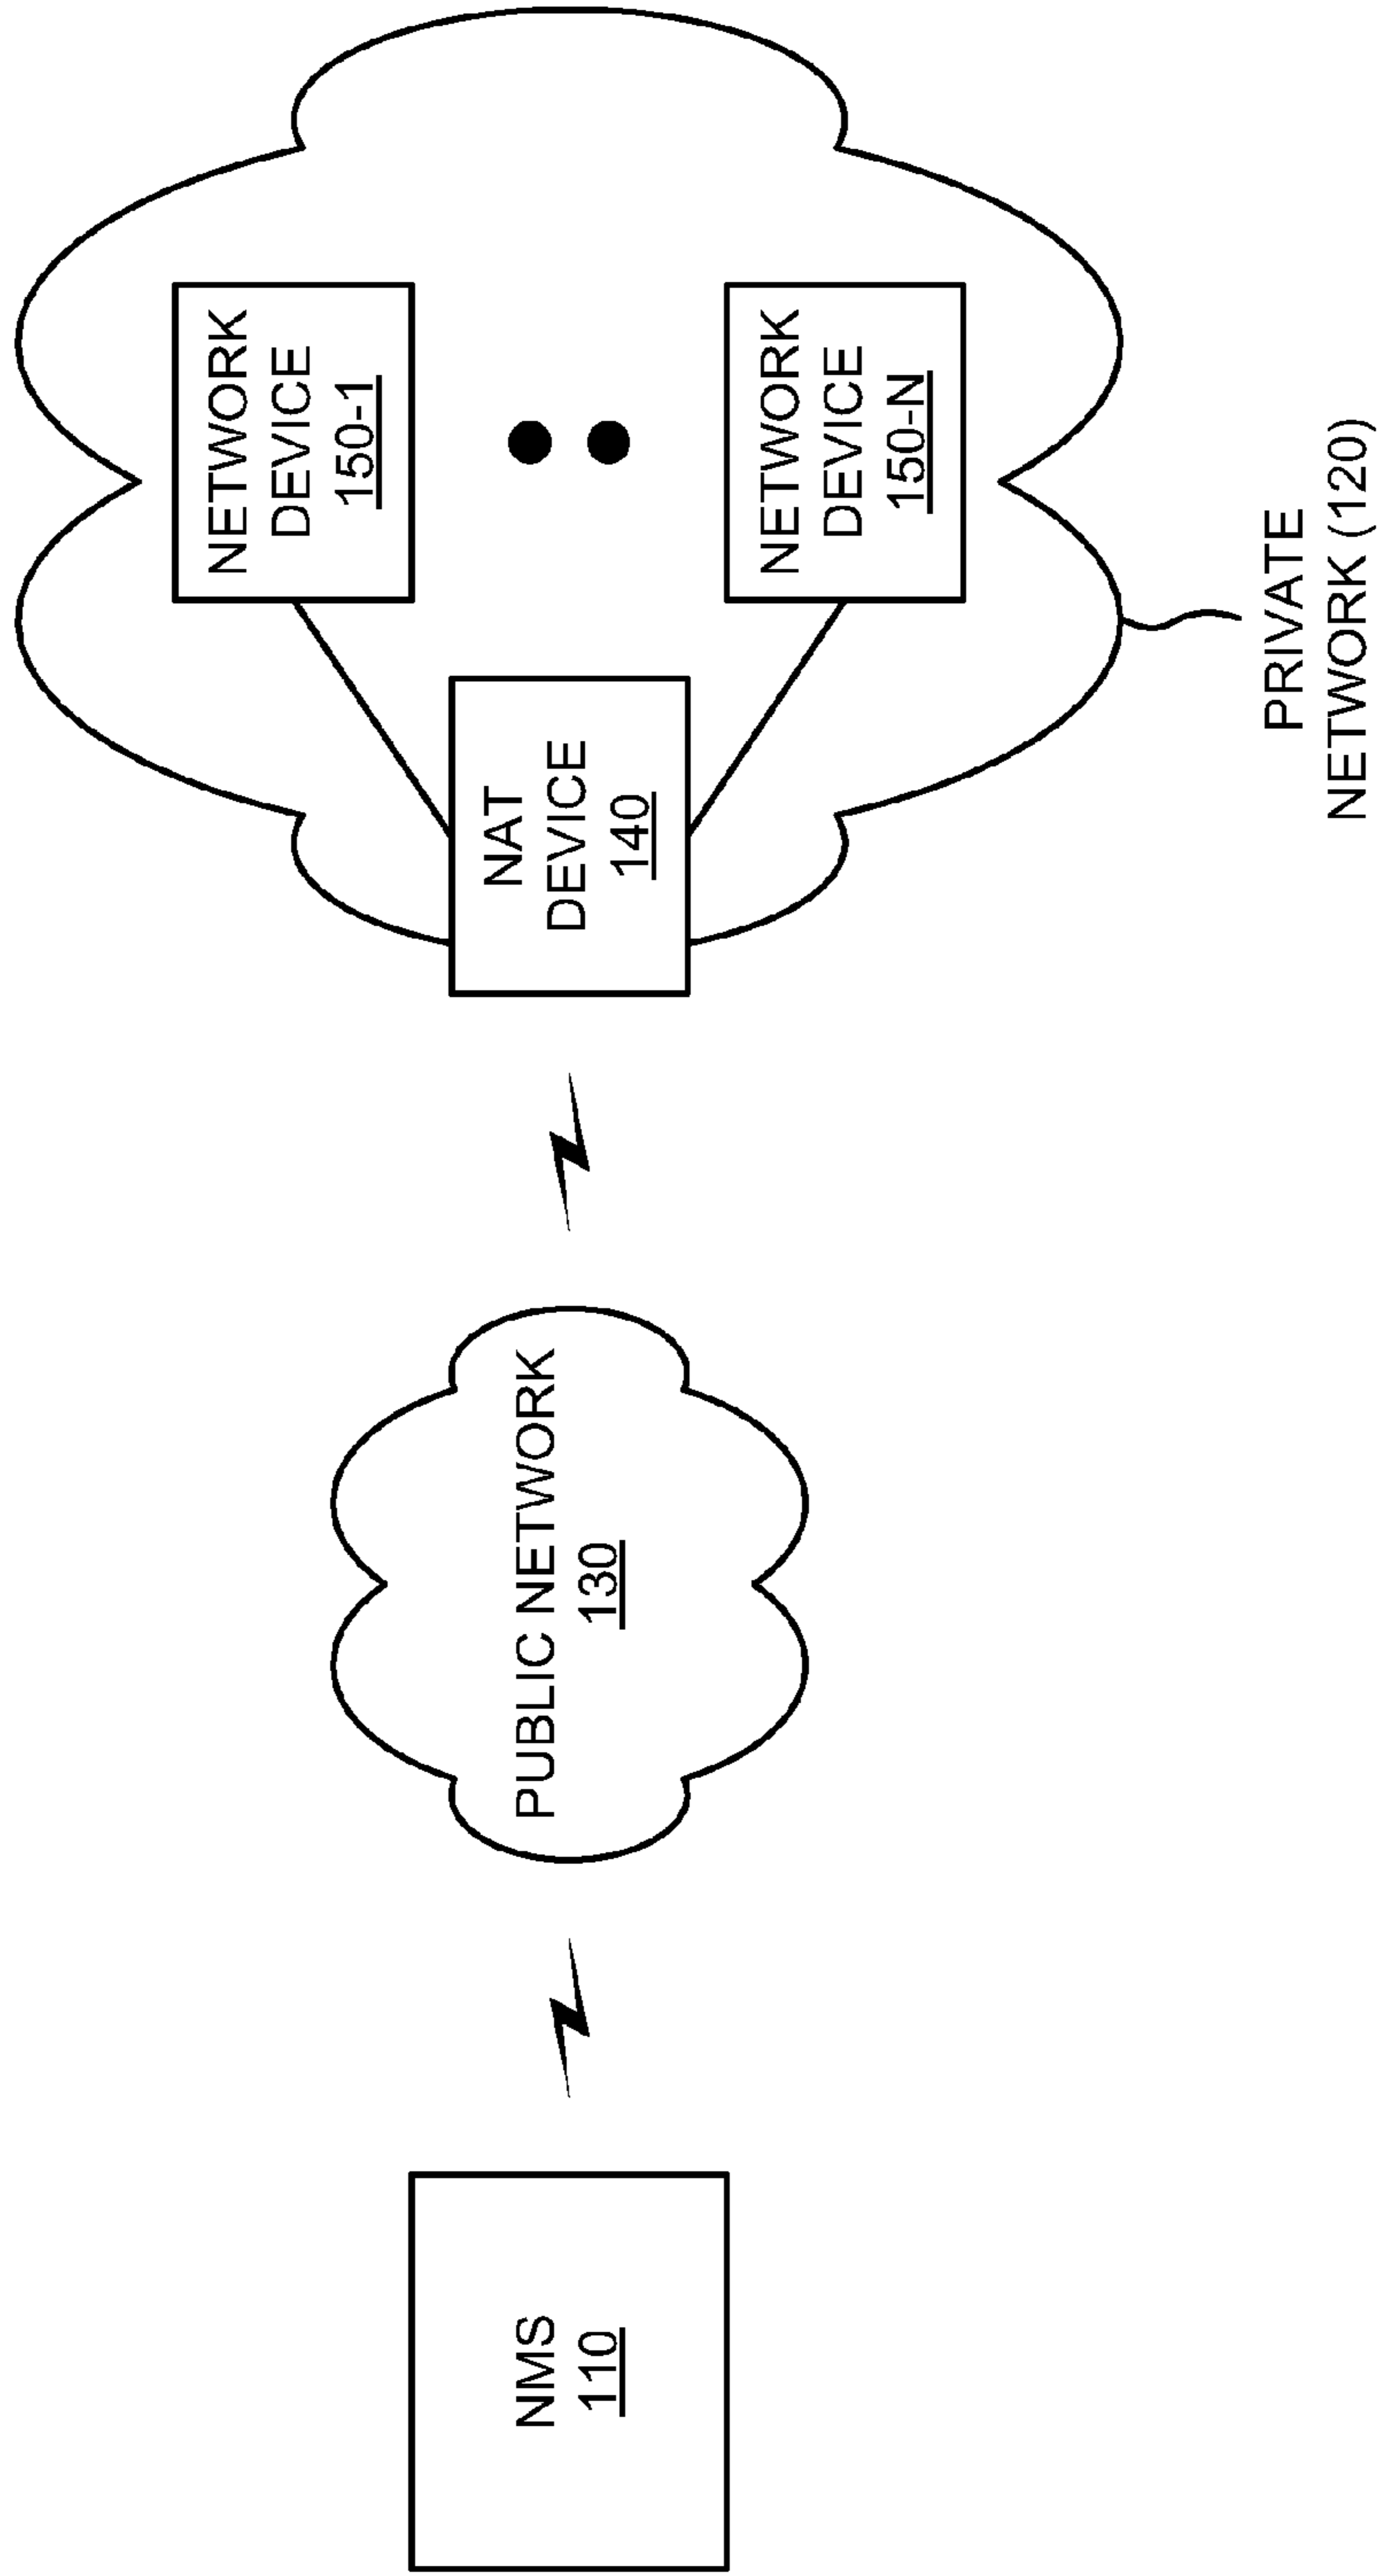 NMS
110
PUBLIC NETWORK
130
NAT
DEVICE
140
NETWORK
DEVICE
150-1
NETWORK
DEVICE
150-N
PRIVATE
NETWORK (120)